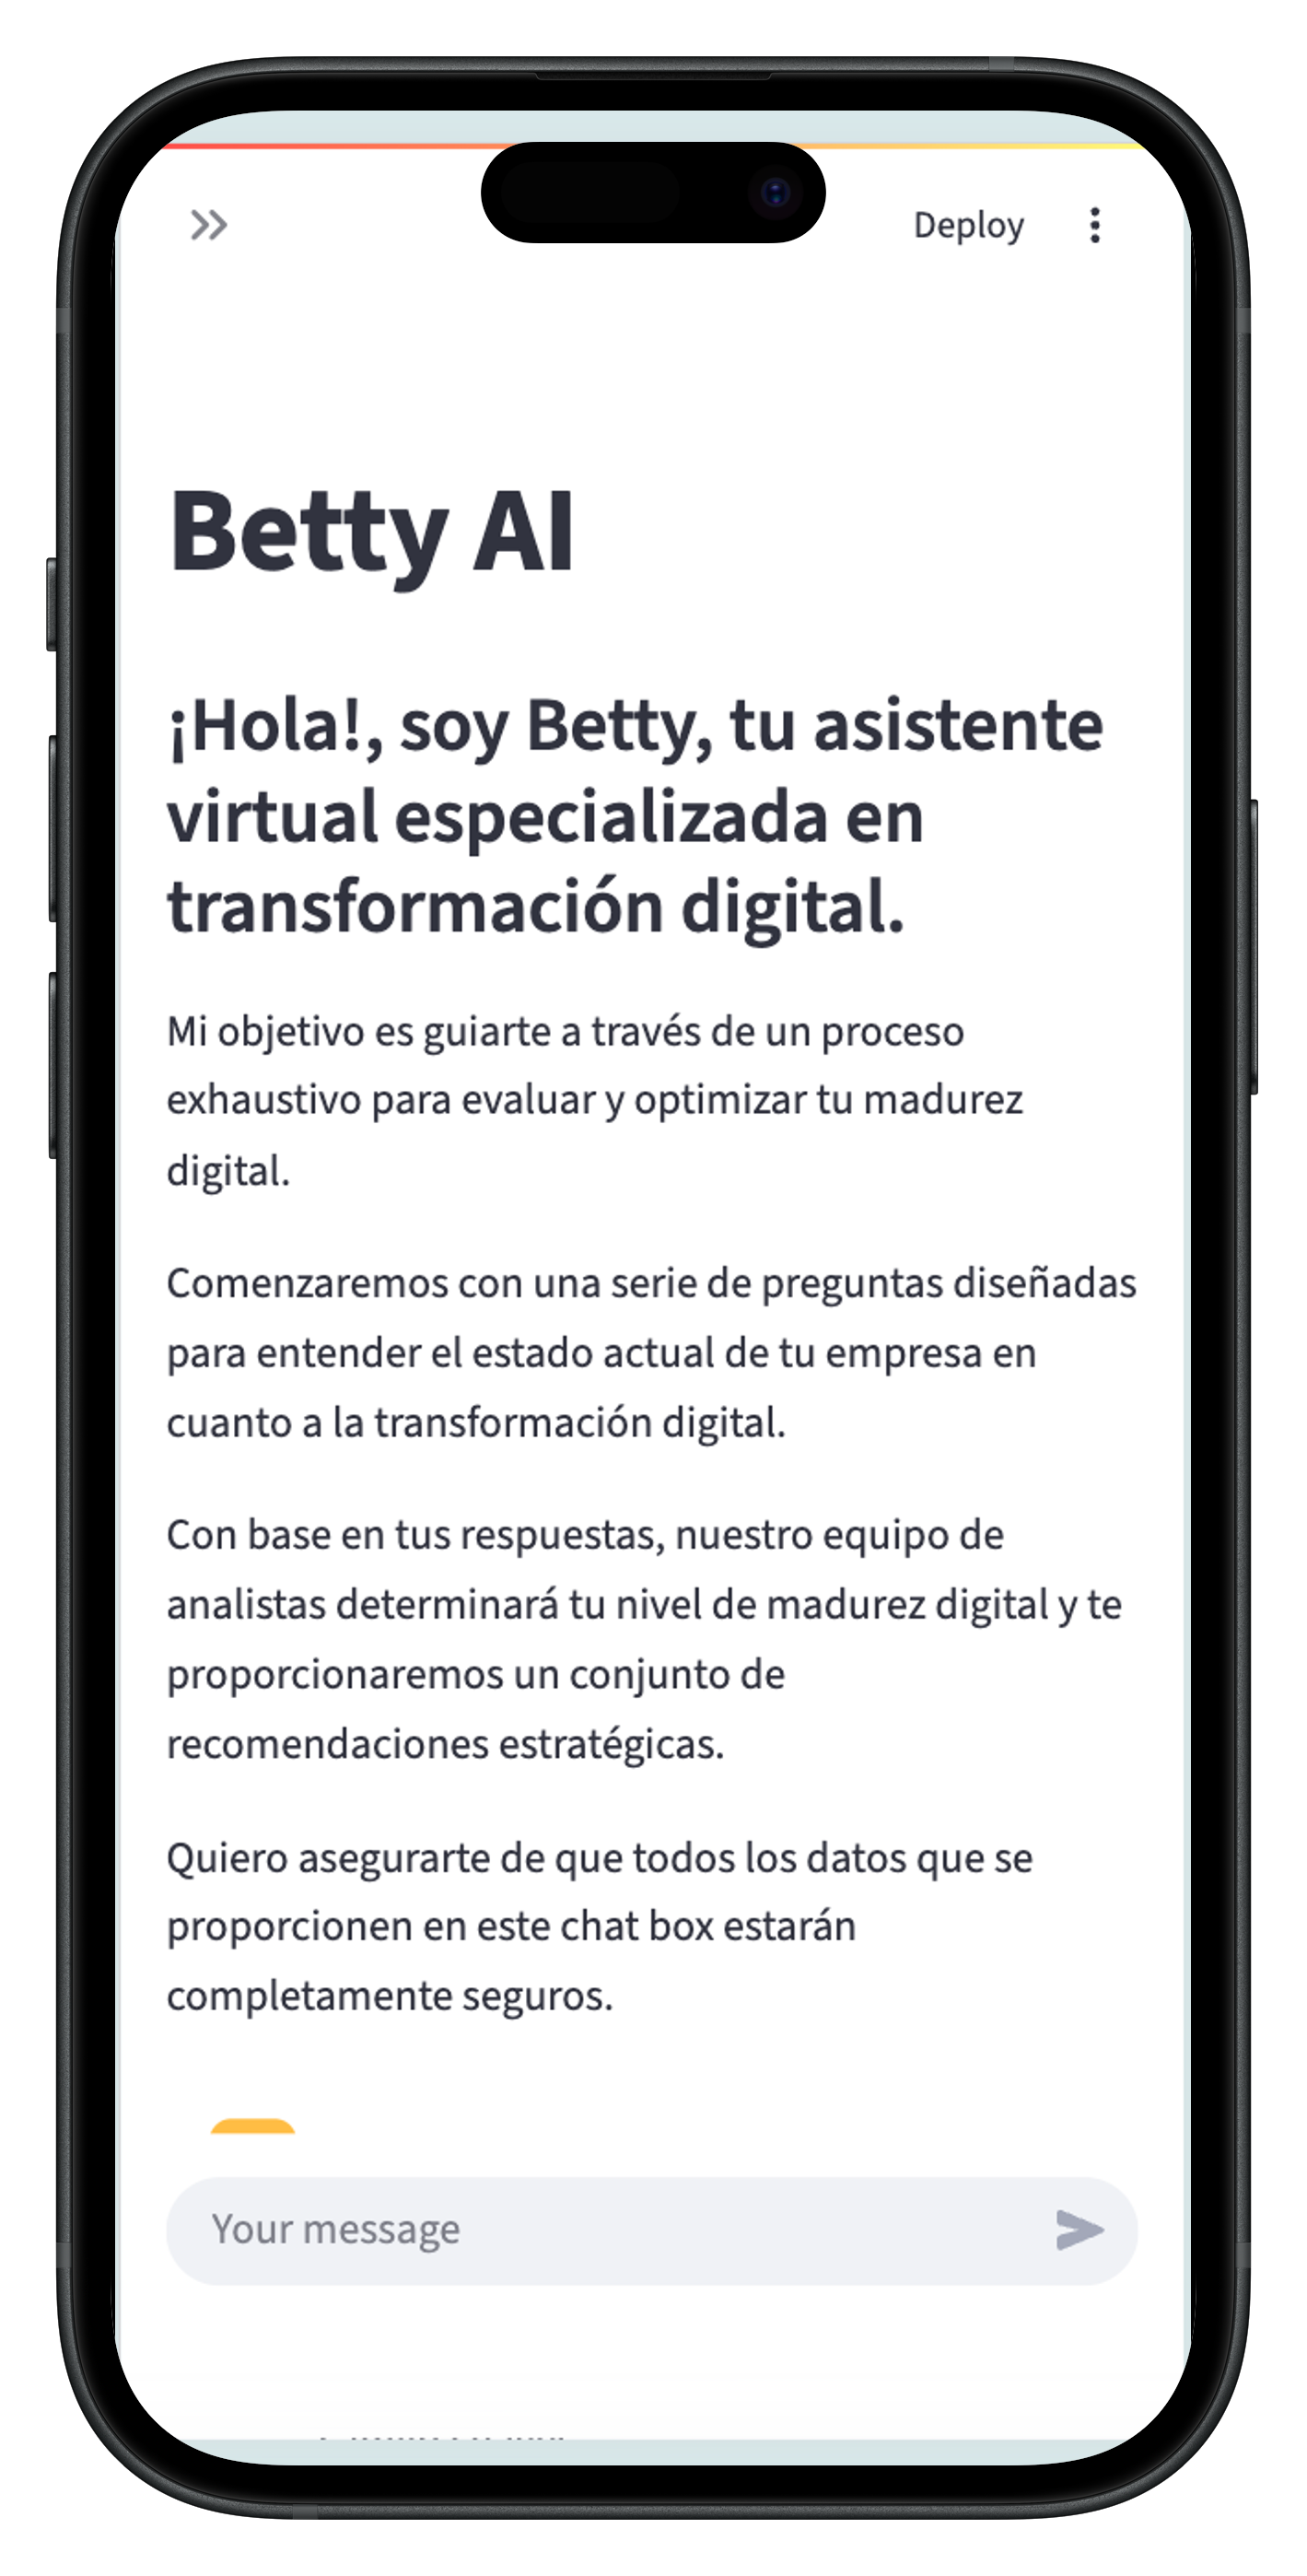 Deploy
Betty AI
¡Hola!, soy Betty, tu asistente
virtual especializada en
transformación digital.
Mi objetivo es guiarte a través de un proceso
exhaustivo para evaluar y optimizar tu madurez
digital.
Comenzaremos con una serie de preguntas diseñadas
para entender el estado actual de tu empresa en
cuanto a la transformación digital.
Con base en tus respuestas, nuestro equipo de
analistas determinará tu nivel de madurez digital y te
proporcionaremos un conjunto de
recomendaciones estratégicas.
Quiero asegurarte de que todos los datos que se
proporcionen en este chat box estarán
completamente seguros.
Your message